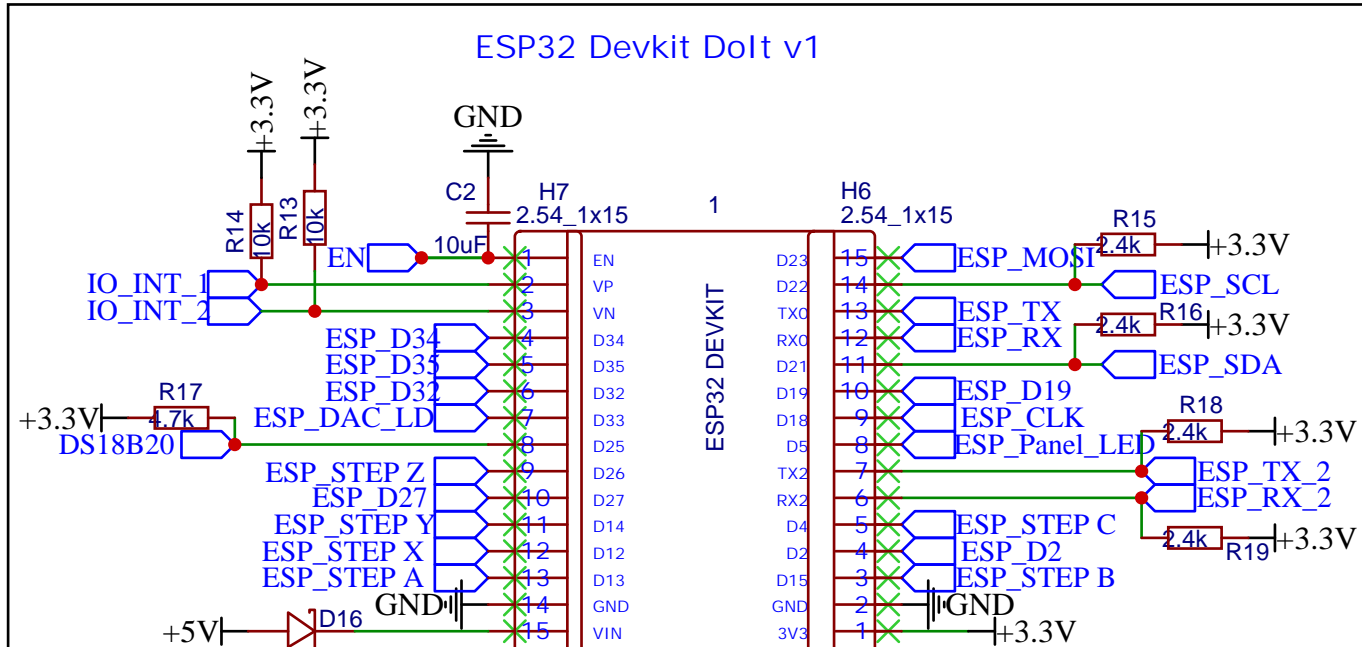 ESP32 Devkit DoIt v1
+3.3V
+3.3V
GND
C2
10uF
R14
10k
R13
10k
H7
2.54_1x15
1
H6
2.54_1x15
ESP32 DEVKIT
EN 1 EN
IO_INT_1 2 VP
IO_INT_2 3 VN
ESP_D34 4 D34
ESP_D35 5 D35
ESP_D32 6 D32
ESP_DAC_LD 7 D33
R17
+3.3V 4.7k
DS18B20 8 D25
ESP_STEP Z 9 D26
ESP_D27 10 D27
ESP_STEP Y 11 D14
ESP_STEP X 12 D12
ESP_STEP A 13 D13
GND 14 GND
+5V D16 15 VIN
R15
2.4k +3.3V
D23 15 ESP_MOSI
D22 14 ESP_SCL
TX0 13 ESP_TX
R16
2.4k +3.3V
RX0 12 ESP_RX
D21 11 ESP_SDA
D19 10 ESP_D19
D18 9 ESP_CLK
R18
2.4k +3.3V
D5 8 ESP_Panel_LED
TX2 7 ESP_TX_2
RX2 6 ESP_RX_2
D4 5 ESP_STEP C
2.4k R19 +3.3V
D2 4 ESP_D2
D15 3 ESP_STEP B
GND 2 GND
3V3 1 +3.3V